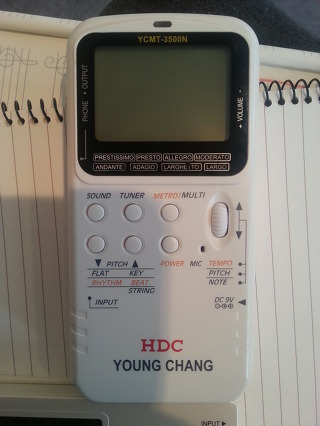 YCMT-3500N
PHONE • OUTPUT
• VOLUME •
PRESTISSIMO PRESTO ALLEGRO MODERATO
ANDANTE ADAGIO LARGHETTO LARGO
SOUND TUNER METRO/MULTI
▼ PITCH ▲
POWER MIC TEMPO
FLAT KEY
PITCH
RHYTHM BEAT
NOTE
STRING
INPUT
DC 9V
HDC
YOUNG CHANG
INPUT ▶